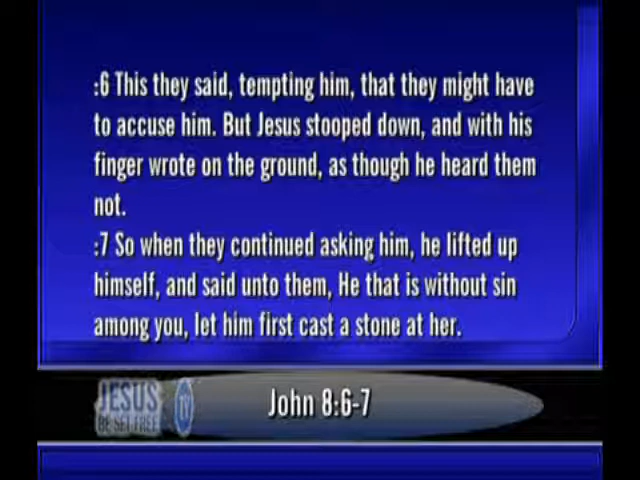 :6 This they said, tempting him, that they might have
to accuse him. But Jesus stooped down, and with his
finger wrote on the ground, as though he heard them
not.
:7 So when they continued asking him, he lifted up
himself, and said unto them, He that is without sin
among you, let him first cast a stone at her.
JESUS
BE SET FREE
TV
John 8:6-7